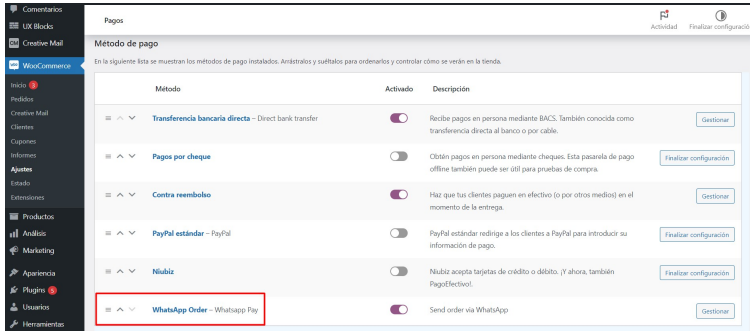 Comentarios
UX Blocks
Creative Mail
WooCommerce
Inicio 3
Pedidos
Creative Mail
Clientes
Cupones
Informes
Ajustes
Estado
Extensiones
Productos
Análisis
Marketing
Apariencia
Plugins 5
Usuarios
Herramientas
Pagos
Actividad
Finalizar configuració
Método de pago
En la siguiente lista se muestran los métodos de pago instalados. Arrástralos y suéltalos para ordenarlos y controlar cómo se verán en la tienda.
Método Activado Descripción
Transferencia bancaria directa – Direct bank transfer
Recibe pagos en persona mediante BACS. También conocida como
transferencia directa al banco o por cable.
Gestionar
Pagos por cheque
Obtén pagos en persona mediante cheques. Esta pasarela de pago
offline también puede ser útil para pruebas de compra.
Finalizar configuración
Contra reembolso
Haz que tus clientes paguen en efectivo (o por otros medios) en el
momento de la entrega.
Gestionar
PayPal estándar – PayPal
PayPal estándar redirige a los clientes a PayPal para introducir su
información de pago.
Finalizar configuración
Niubiz
Niubiz acepta tarjetas de crédito o débito. ¡Y ahora, también
PagoEfectivo!.
Finalizar configuración
WhatsApp Order – Whatsapp Pay
Send order via WhatsApp
Gestionar